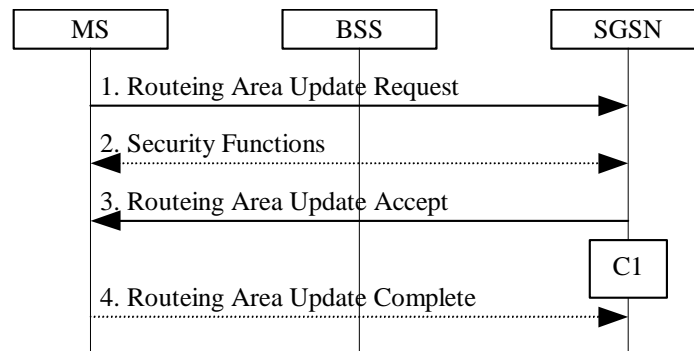 MS BSS SGSN
1. Routeing Area Update Request
2. Security Functions
3. Routeing Area Update Accept
C1
4. Routeing Area Update Complete